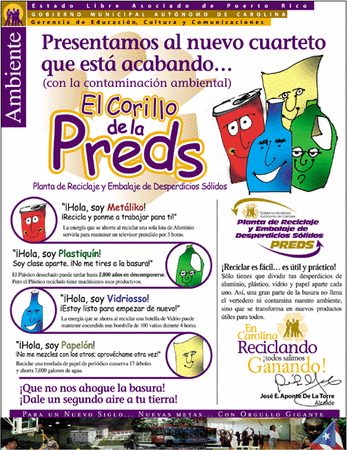 Estado Libre Asociado de Puerto Rico
GOBIERNO MUNICIPAL AUTÓNOMO DE CAROLINA
Gerencia de Educación, Cultura y Comunicaciones
Ambiente
Presentamos al nuevo cuarteto
que está acabando...
(con la contaminación ambiental)
El Corillo
de la
Preds
Planta de Reciclaje y Embalaje de Desperdicios Sólidos
"¡Hola, soy Metáliko!
¡Recicla y ponme a trabajar para ti!"
La energía que se ahorra al reciclar una sola lata de Aluminio
serviría para mantener un televisor prendido por 3 horas.
"¡Hola, soy Plastiquín!
Soy clase aparte. ¡No me tires a la basura!"
El Plástico desechado puede tardar hasta 2,000 años en descomponerse.
Pero el Plástico reciclado tiene muchísimos usos productivos.
"¡Hola, soy Vidriosso!
¡Estoy listo para empezar de nuevo!"
La energía que se ahorra al reciclar una botella de Vidrio puede
mantener encendida una bombilla de 100 vatios durante 4 horas.
"¡Hola, soy Papelón!
¡No me mezcles con los otros; aprovéchame otra vez!"
Reciclar una tonelada de papel de periódico conserva 17 árboles
y ahorra 7,000 galones de agua.
¡Que no nos ahogue la basura!
¡Dale un segundo aire a tu tierra!
Gobierno Municipal
Autónomo de Carolina
Planta de Reciclaje
y Embalaje de
Desperdicios Sólidos
PREDS
¡Reciclar es fácil... es útil y práctico!
Sólo tienes que dividir tus desperdicios de
aluminio, plástico, vidrio y papel aparte cada
uno. Así, una gran parte de la basura no llena
el vertedero ni contamina nuestro ambiente,
sino que se transforma en nuevos productos
útiles para todos.
En
Carolina
Reciclando
¡todos salimos
Ganando!
José E. Aponte De La Torre
Alcalde
Para un Nuevo Siglo... Nuevas metas... Con Orgullo Gigante